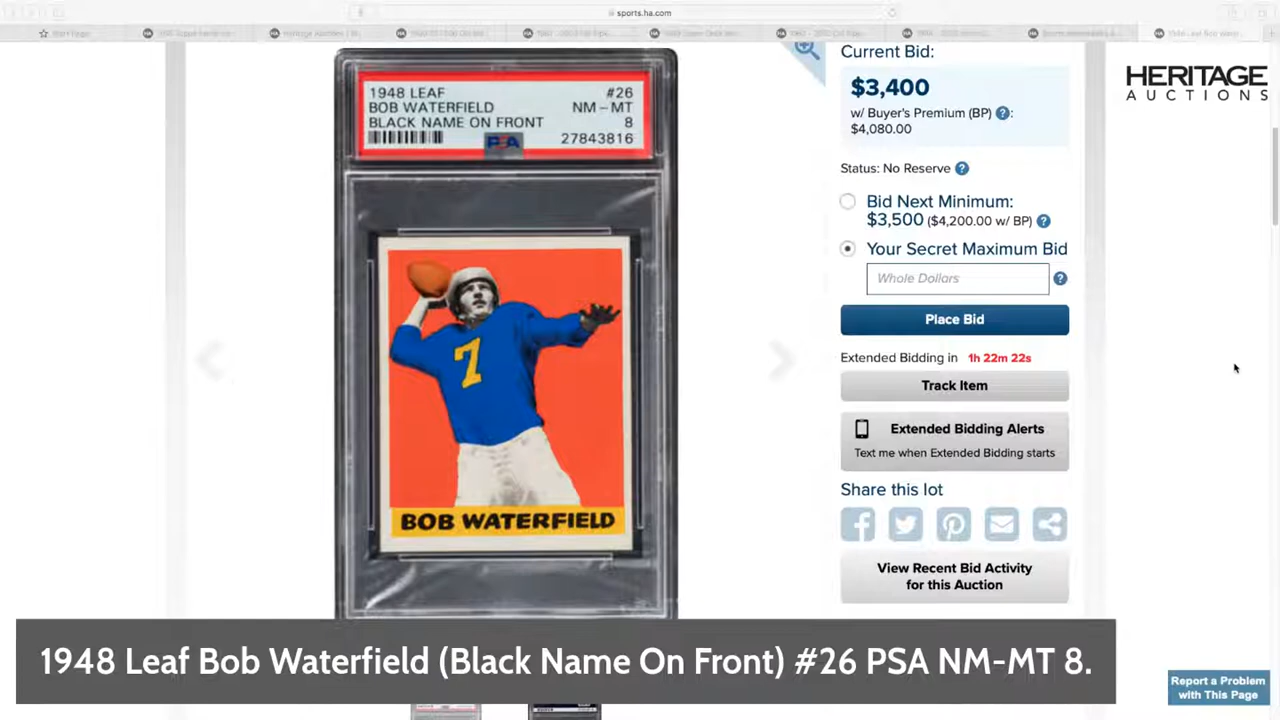 sports.ha.com
1948 LEAF #26
BOB WATERFIELD NM-MT
BLACK NAME ON FRONT 8
PSA 27843816
7
BOB WATERFIELD
Current Bid:
$3,400
w/ Buyer's Premium (BP) ?:
$4,080.00
Status: No Reserve ?
Bid Next Minimum:
$3,500 ($4,200.00 w/ BP) ?
Your Secret Maximum Bid
Whole Dollars ?
Place Bid
Extended Bidding in 1h 22m 22s
Track Item
Extended Bidding Alerts
Text me when Extended Bidding starts
Share this lot
View Recent Bid Activity
for this Auction
HERITAGE
AUCTIONS
Report a Problem
with This Page
1948 Leaf Bob Waterfield (Black Name On Front) #26 PSA NM-MT 8.